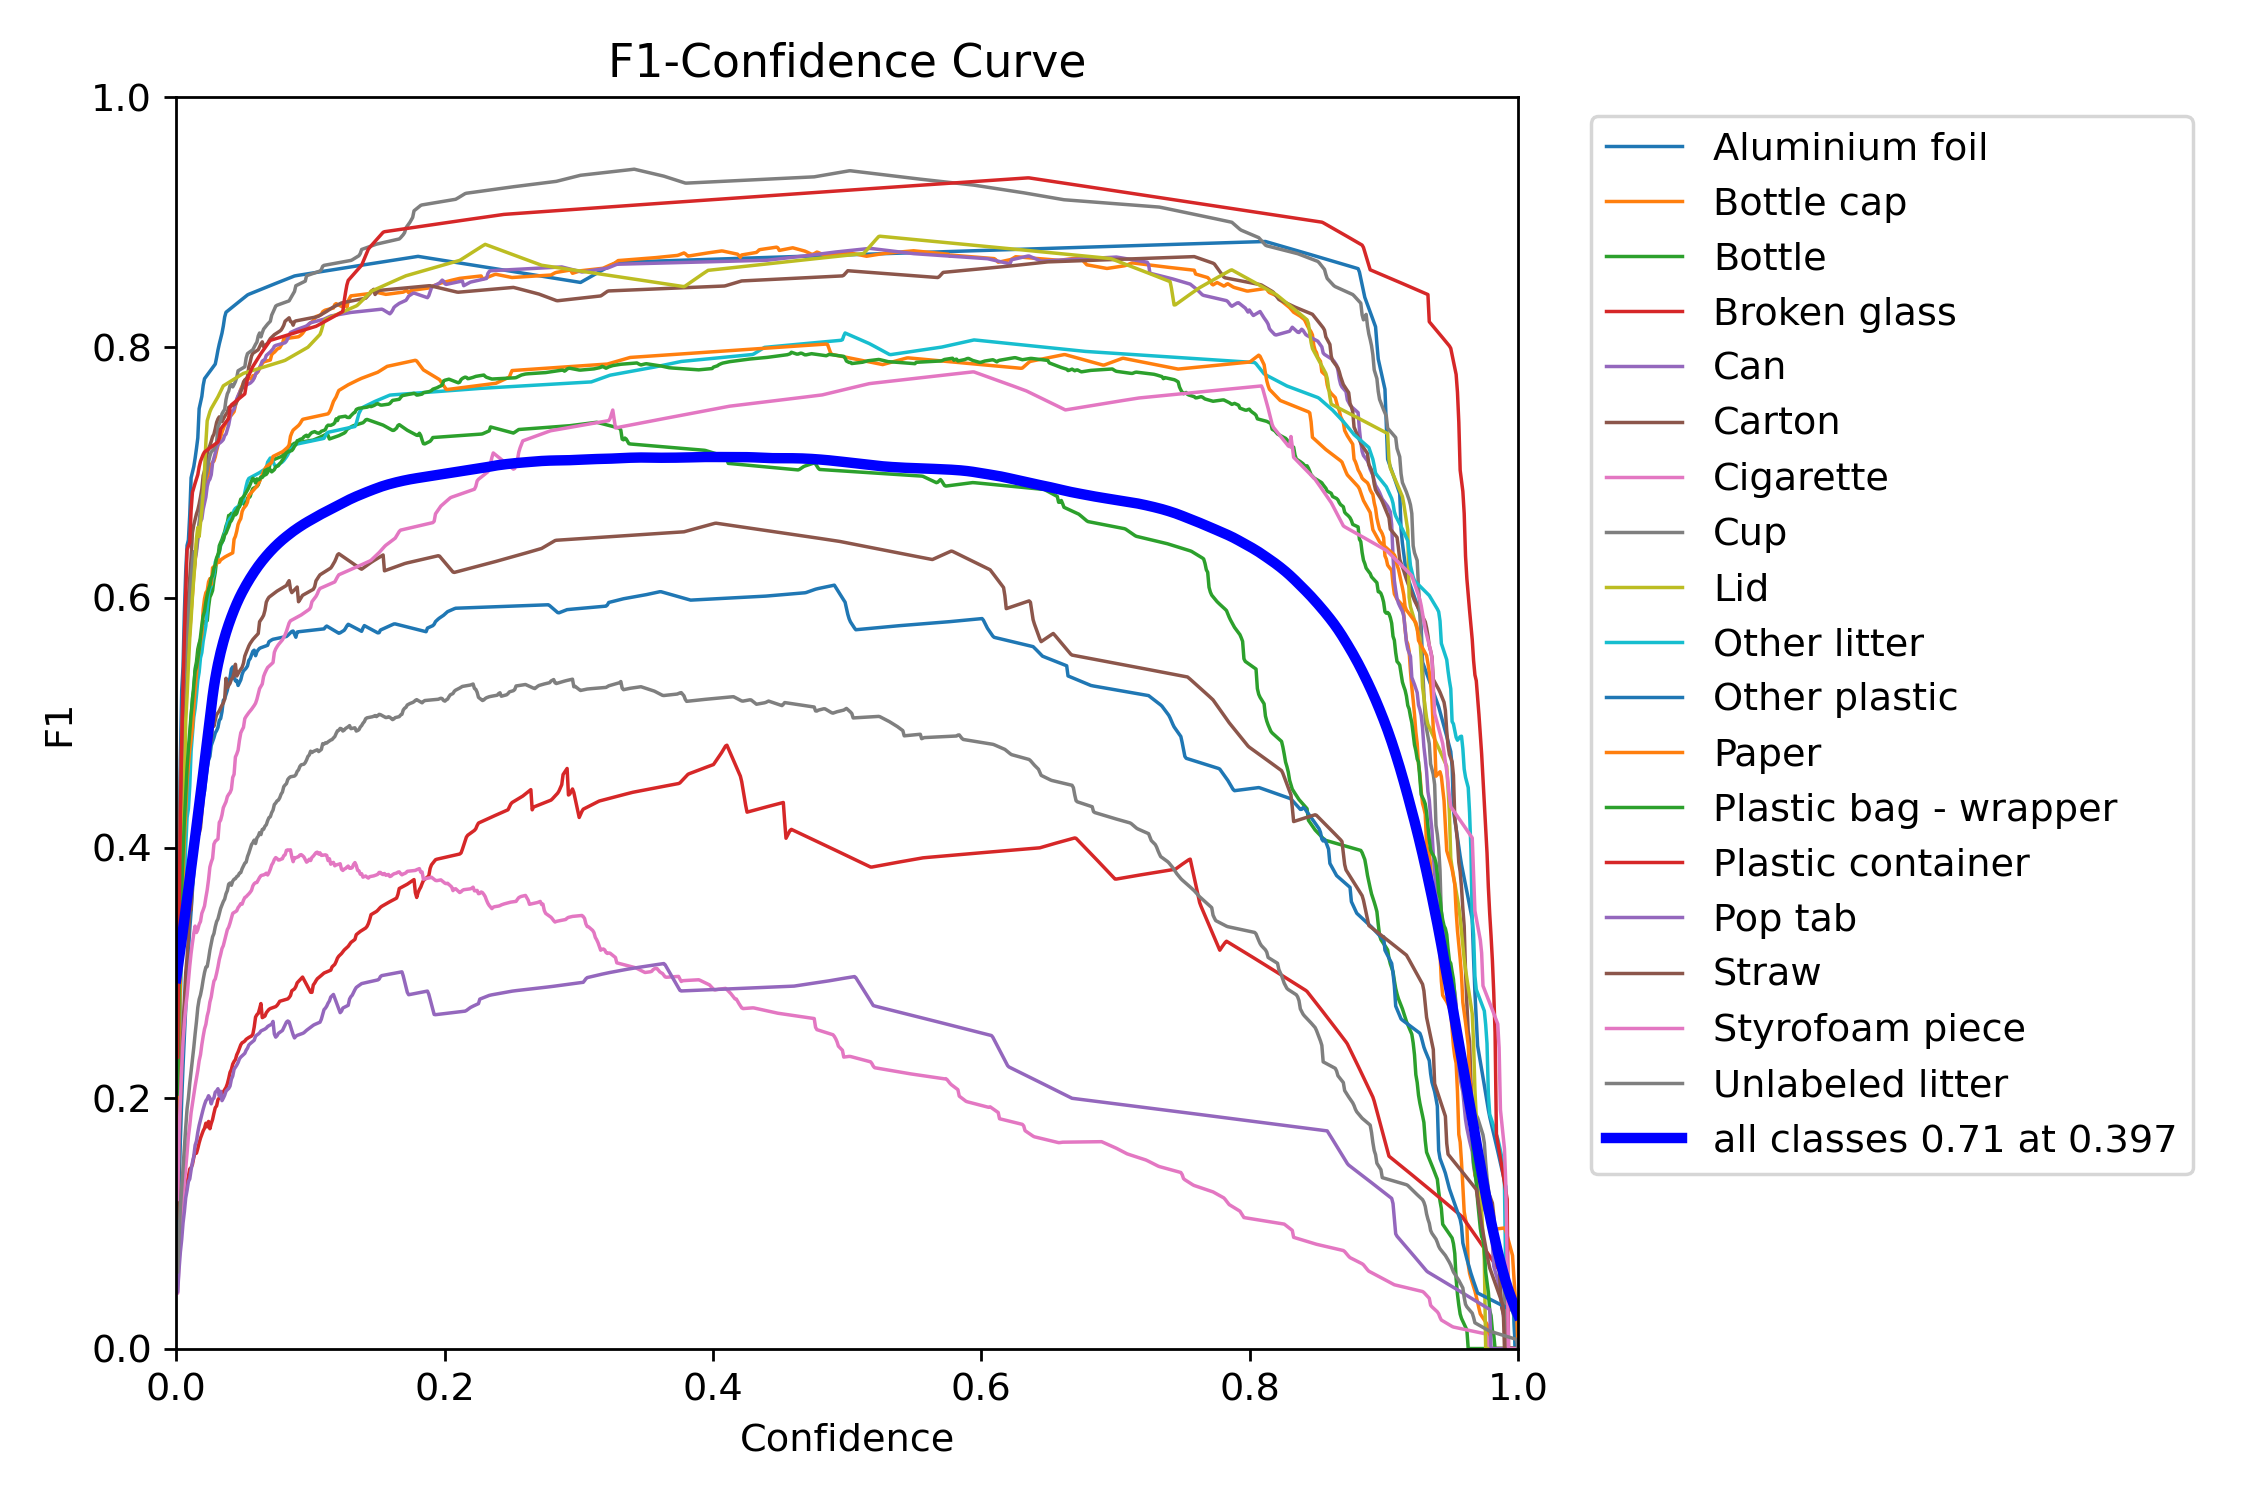 F1-Confidence Curve
1.0
0.8
0.6
0.4
0.2
0.0
F1
0.0 0.2 0.4 0.6 0.8 1.0
Confidence
Aluminium foil
Bottle cap
Bottle
Broken glass
Can
Carton
Cigarette
Cup
Lid
Other litter
Other plastic
Paper
Plastic bag - wrapper
Plastic container
Pop tab
Straw
Styrofoam piece
Unlabeled litter
all classes 0.71 at 0.397